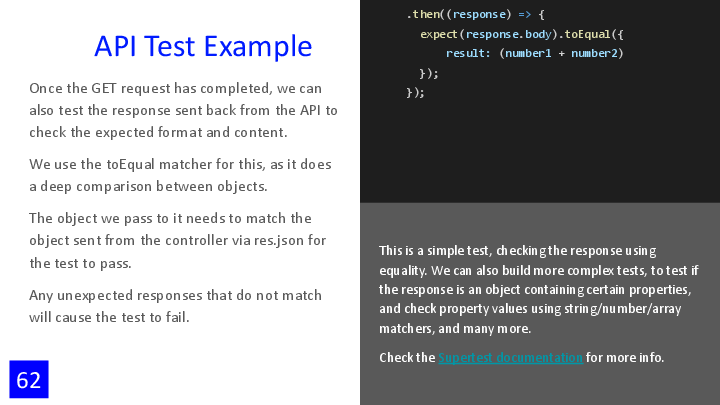 API Test Example
Once the GET request has completed, we can
also test the response sent back from the API to
check the expected format and content.
We use the toEqual matcher for this, as it does
a deep comparison between objects.
The object we pass to it needs to match the
object sent from the controller via res.json for
the test to pass.
Any unexpected responses that do not match
will cause the test to fail.
62
.then((response) => {
expect(response.body).toEqual({
result: (number1 + number2)
});
});
This is a simple test, checking the response using
equality. We can also build more complex tests, to test if
the response is an object containing certain properties,
and check property values using string/number/array
matchers, and many more.
Check the Supertest documentation for more info.